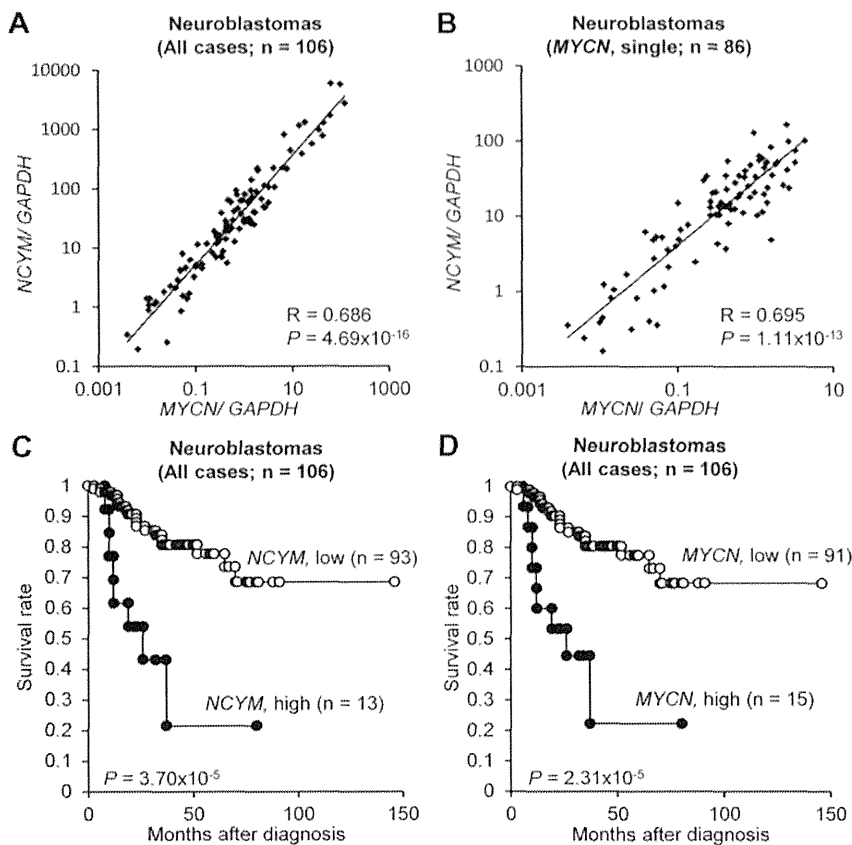 A
Neuroblastomas
(All cases; n = 106)
NCYM/ GAPDH
10000
1000
100
10
1
0.1
R = 0.686
P = 4.69x10-16
0.001
0.1
10
1000
MYCN/ GAPDH
B
Neuroblastomas
(MYCN, single; n = 86)
NCYM/ GAPDH
1000
100
10
1
0.1
R = 0.695
P = 1.11x10-13
0.001
0.1
10
MYCN/ GAPDH
C
Neuroblastomas
(All cases; n = 106)
Survival rate
1
0.9
0.8
0.7
0.6
0.5
0.4
0.3
0.2
0.1
0
NCYM, low (n = 93)
NCYM, high (n = 13)
P = 3.70x10-5
0
50
100
150
Months after diagnosis
D
Neuroblastomas
(All cases; n = 106)
Survival rate
1
0.9
0.8
0.7
0.6
0.5
0.4
0.3
0.2
0.1
0
MYCN, low (n = 91)
MYCN, high (n = 15)
P = 2.31x10-5
0
50
100
150
Months after diagnosis